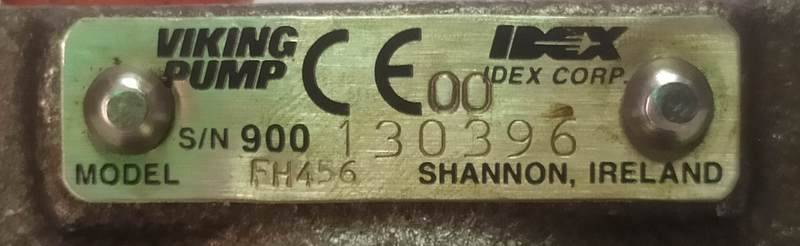 VIKING PUMP CE 00 IDEX
IDEX CORP.
S/N 900 130396
MODEL FH456 SHANNON, IRELAND